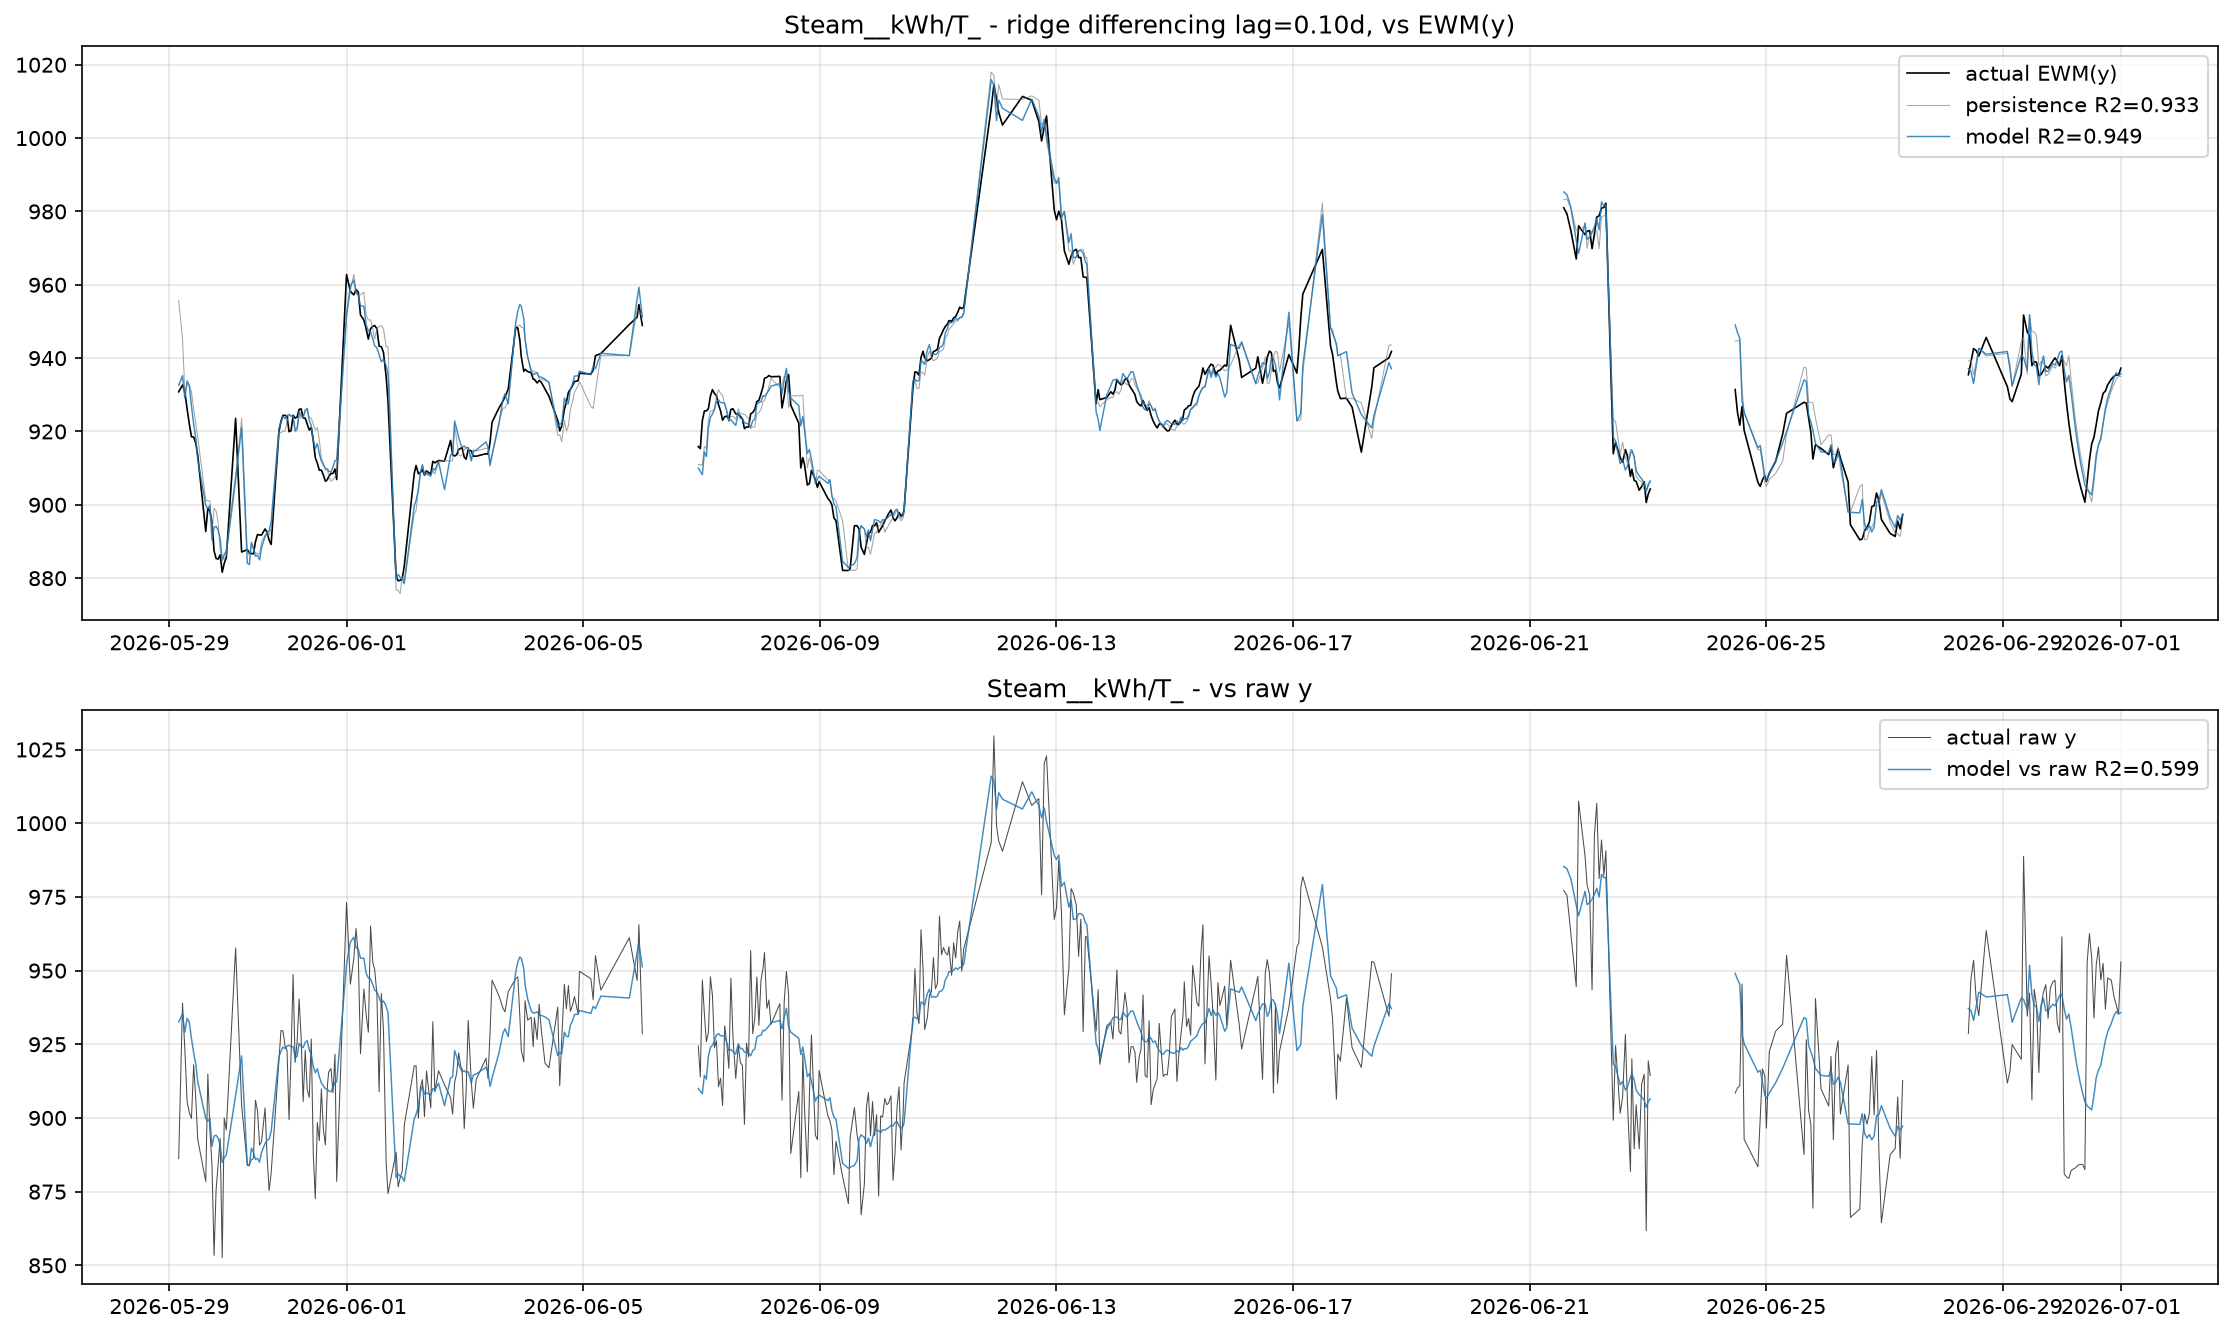 Steam__kWh/T_ - ridge differencing lag=0.10d, vs EWM(y)
1020
1000
980
960
940
920
900
880
actual EWM(y)
persistence R2=0.933
model R2=0.949
2026-05-29 2026-06-01 2026-06-05 2026-06-09 2026-06-13 2026-06-17 2026-06-21 2026-06-25 2026-06-29 2026-07-01
Steam__kWh/T_ - vs raw y
1025
1000
975
950
925
900
875
850
actual raw y
model vs raw R2=0.599
2026-05-29 2026-06-01 2026-06-05 2026-06-09 2026-06-13 2026-06-17 2026-06-21 2026-06-25 2026-06-29 2026-07-01